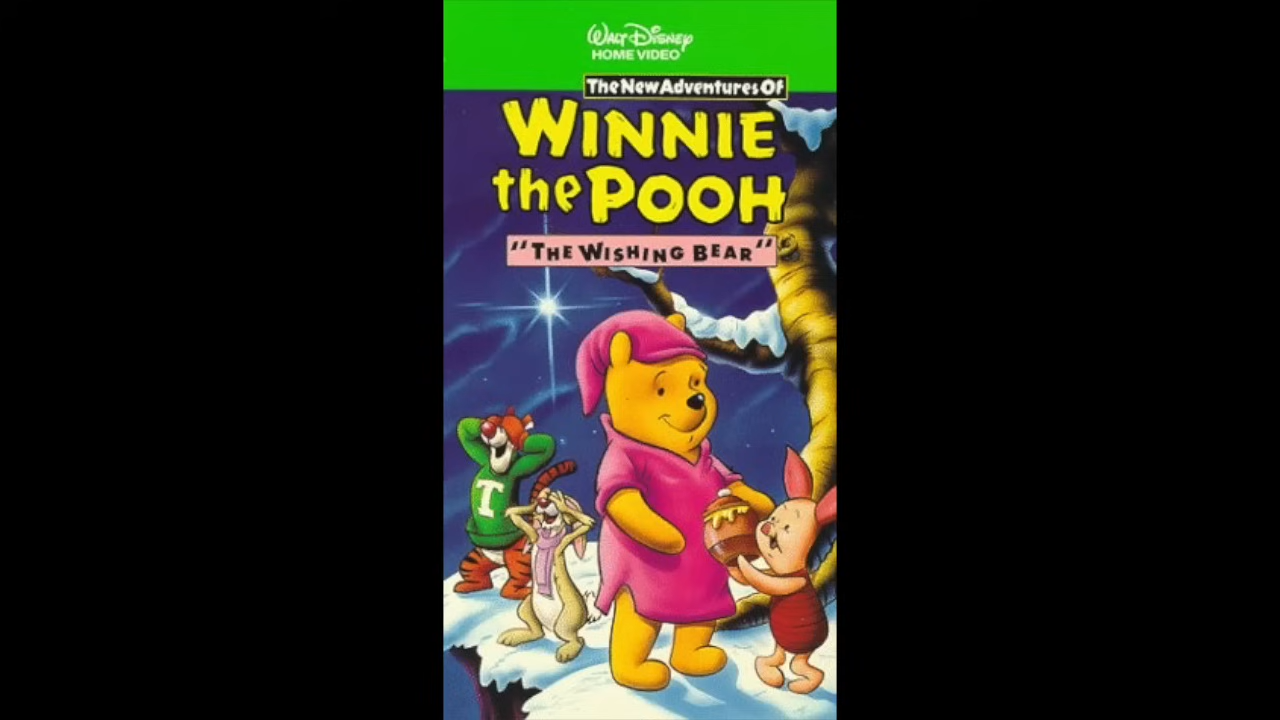 WALT DISNEY
HOME VIDEO
The New Adventures Of
WINNIE
the POOH
"THE WISHING BEAR"
T